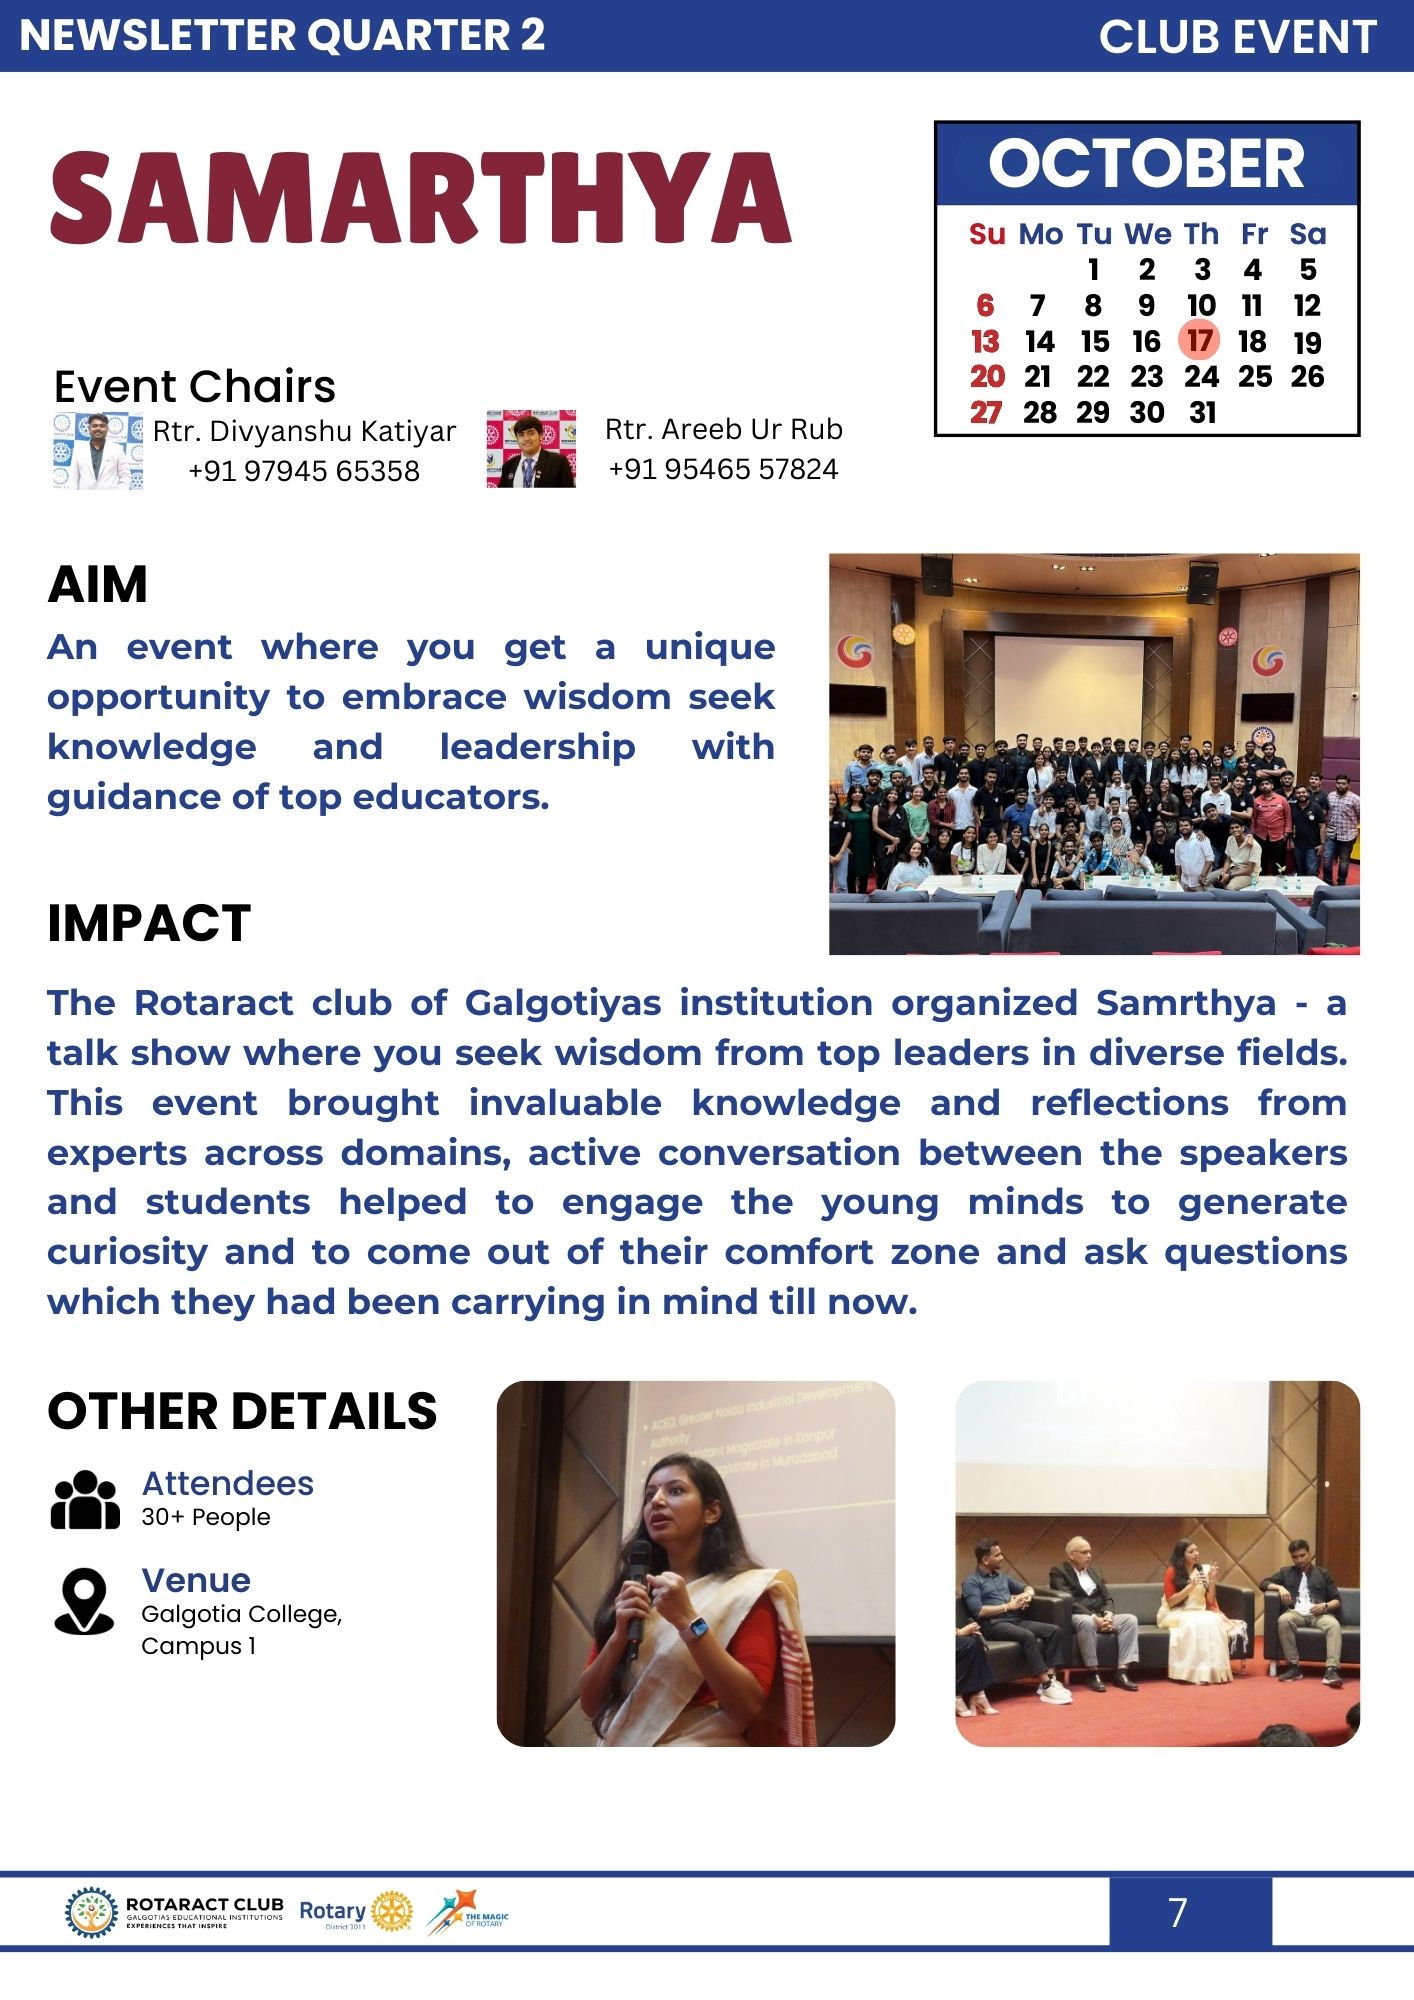 NEWSLETTER QUARTER 2
CLUB EVENT
SAMARTHYA
OCTOBER
Su Mo Tu We Th Fr Sa
1 2 3 4 5
6 7 8 9 10 11 12
13 14 15 16 17 18 19
20 21 22 23 24 25 26
27 28 29 30 31
Event Chairs
Rtr. Divyanshu Katiyar
+91 97945 65358
Rtr. Areeb Ur Rub
+91 95465 57824
AIM
An event where you get a unique
opportunity to embrace wisdom seek
knowledge and leadership with
guidance of top educators.
IMPACT
The Rotaract club of Galgotiyas institution organized Samrthya - a
talk show where you seek wisdom from top leaders in diverse fields.
This event brought invaluable knowledge and reflections from
experts across domains, active conversation between the speakers
and students helped to engage the young minds to generate
curiosity and to come out of their comfort zone and ask questions
which they had been carrying in mind till now.
OTHER DETAILS
Attendees
30+ People
Venue
Galgotia College,
Campus 1
• ACEO, Greater Noida Industrial Development
Authority
Magistrate in Kanpur
Magistrate in Muradabad
ROTARACT CLUB
GALGOTIAS EDUCATIONAL INSTITUTIONS
EXPERIENCES THAT INSPIRE
Rotary
District 3011
THE MAGIC
OF ROTARY
7